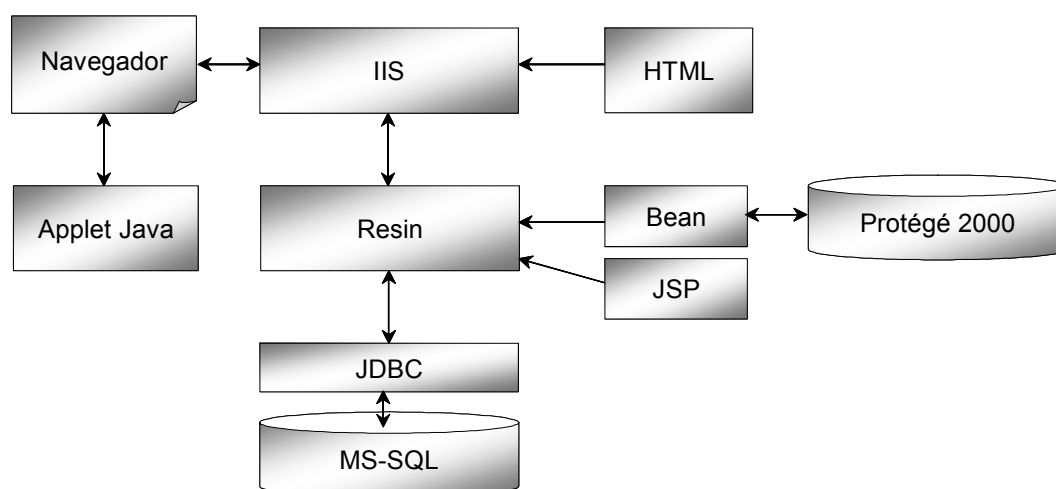 Navegador
IIS
HTML
Applet Java
Resin
Bean
Protégé 2000
JSP
JDBC
MS-SQL